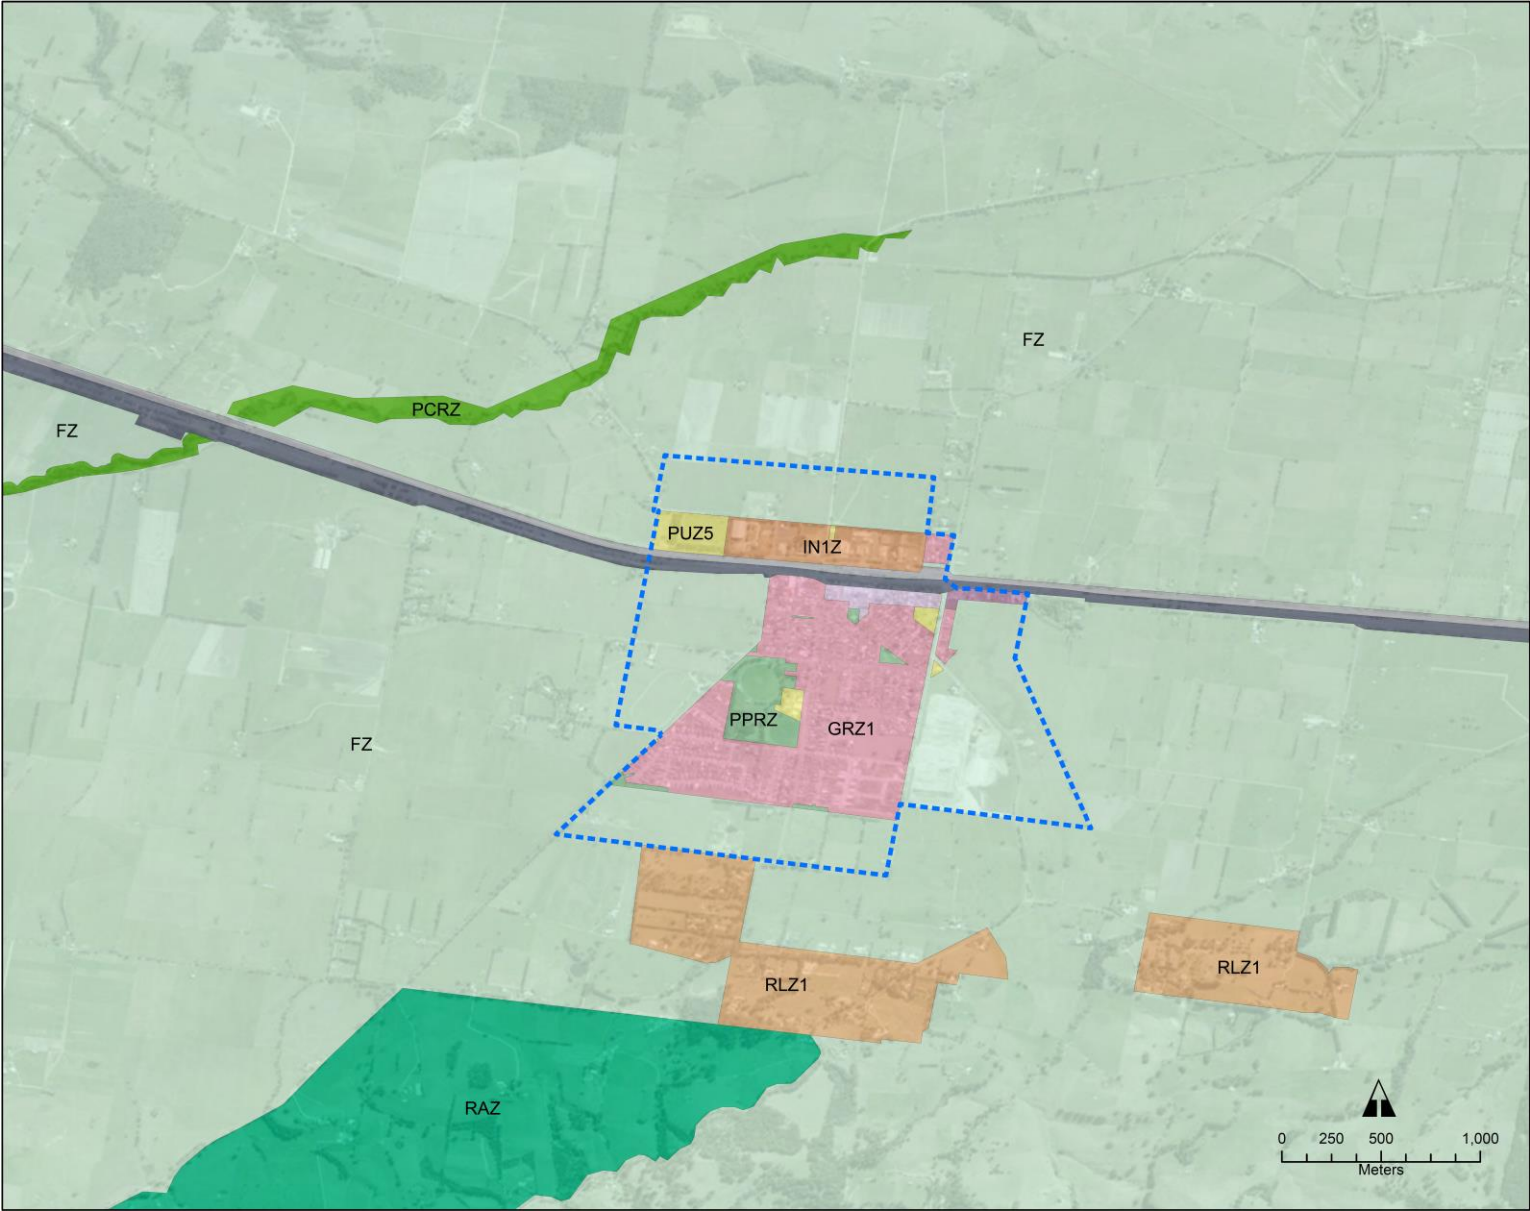 FZ
PCRZ
FZ
PUZ5
IN1Z
PPRZ
GRZ1
FZ
RLZ1
RLZ1
RAZ
0 250 500 1,000
Meters